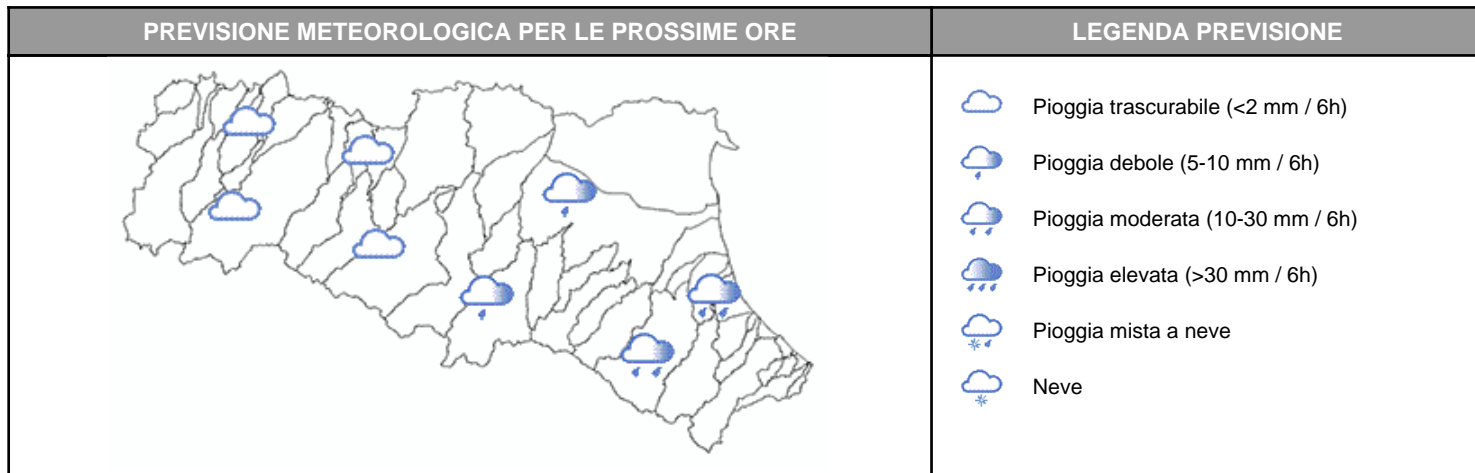 PREVISIONE METEOROLOGICA PER LE PROSSIME ORE
LEGENDA PREVISIONE
Pioggia trascurabile (<2 mm / 6h)
Pioggia debole (5-10 mm / 6h)
Pioggia moderata (10-30 mm / 6h)
Pioggia elevata (>30 mm / 6h)
Pioggia mista a neve
Neve